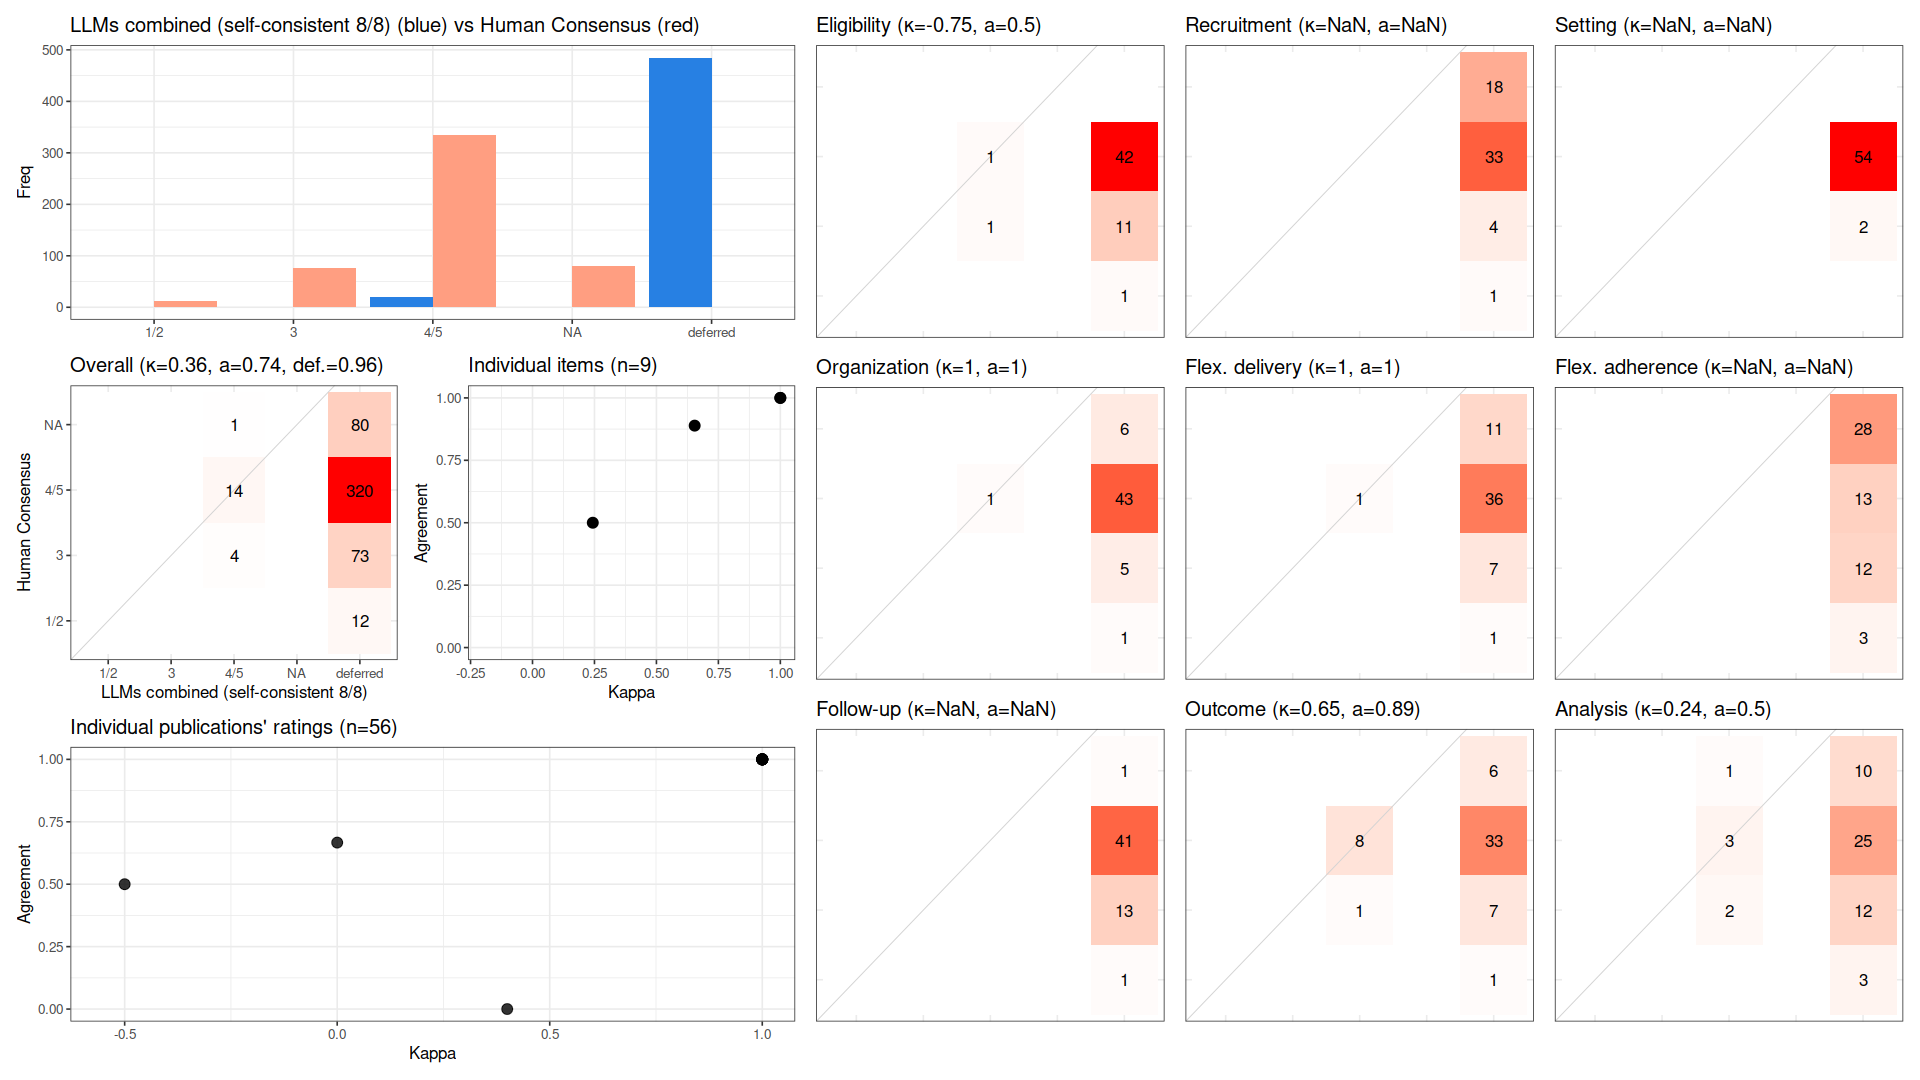 LLMs combined (self-consistent 8/8) (blue) vs Human Consensus (red)
Freq
500
400
300
200
100
0
1/2 3 4/5 NA deferred
Overall (κ=0.36, a=0.74, def.=0.96)
Human Consensus
NA 1 80
4/5 14 320
3 4 73
1/2 12
1/2 3 4/5 NA deferred
LLMs combined (self-consistent 8/8)
Individual items (n=9)
Agreement
1.00
0.75
0.50
0.25
0.00
-0.25 0.00 0.25 0.50 0.75 1.00
Kappa
Individual publications' ratings (n=56)
Agreement
1.00
0.75
0.50
0.25
0.00
-0.5 0.0 0.5 1.0
Kappa
Eligibility (κ=-0.75, a=0.5)
1 42
1 11
1
Recruitment (κ=NaN, a=NaN)
18
33
4
1
Setting (κ=NaN, a=NaN)
54
2
Organization (κ=1, a=1)
6
1 43
5
1
Flex. delivery (κ=1, a=1)
11
1 36
7
1
Flex. adherence (κ=NaN, a=NaN)
28
13
12
3
Follow-up (κ=NaN, a=NaN)
1
41
13
1
Outcome (κ=0.65, a=0.89)
6
8 33
1 7
1
Analysis (κ=0.24, a=0.5)
1 10
3 25
2 12
3